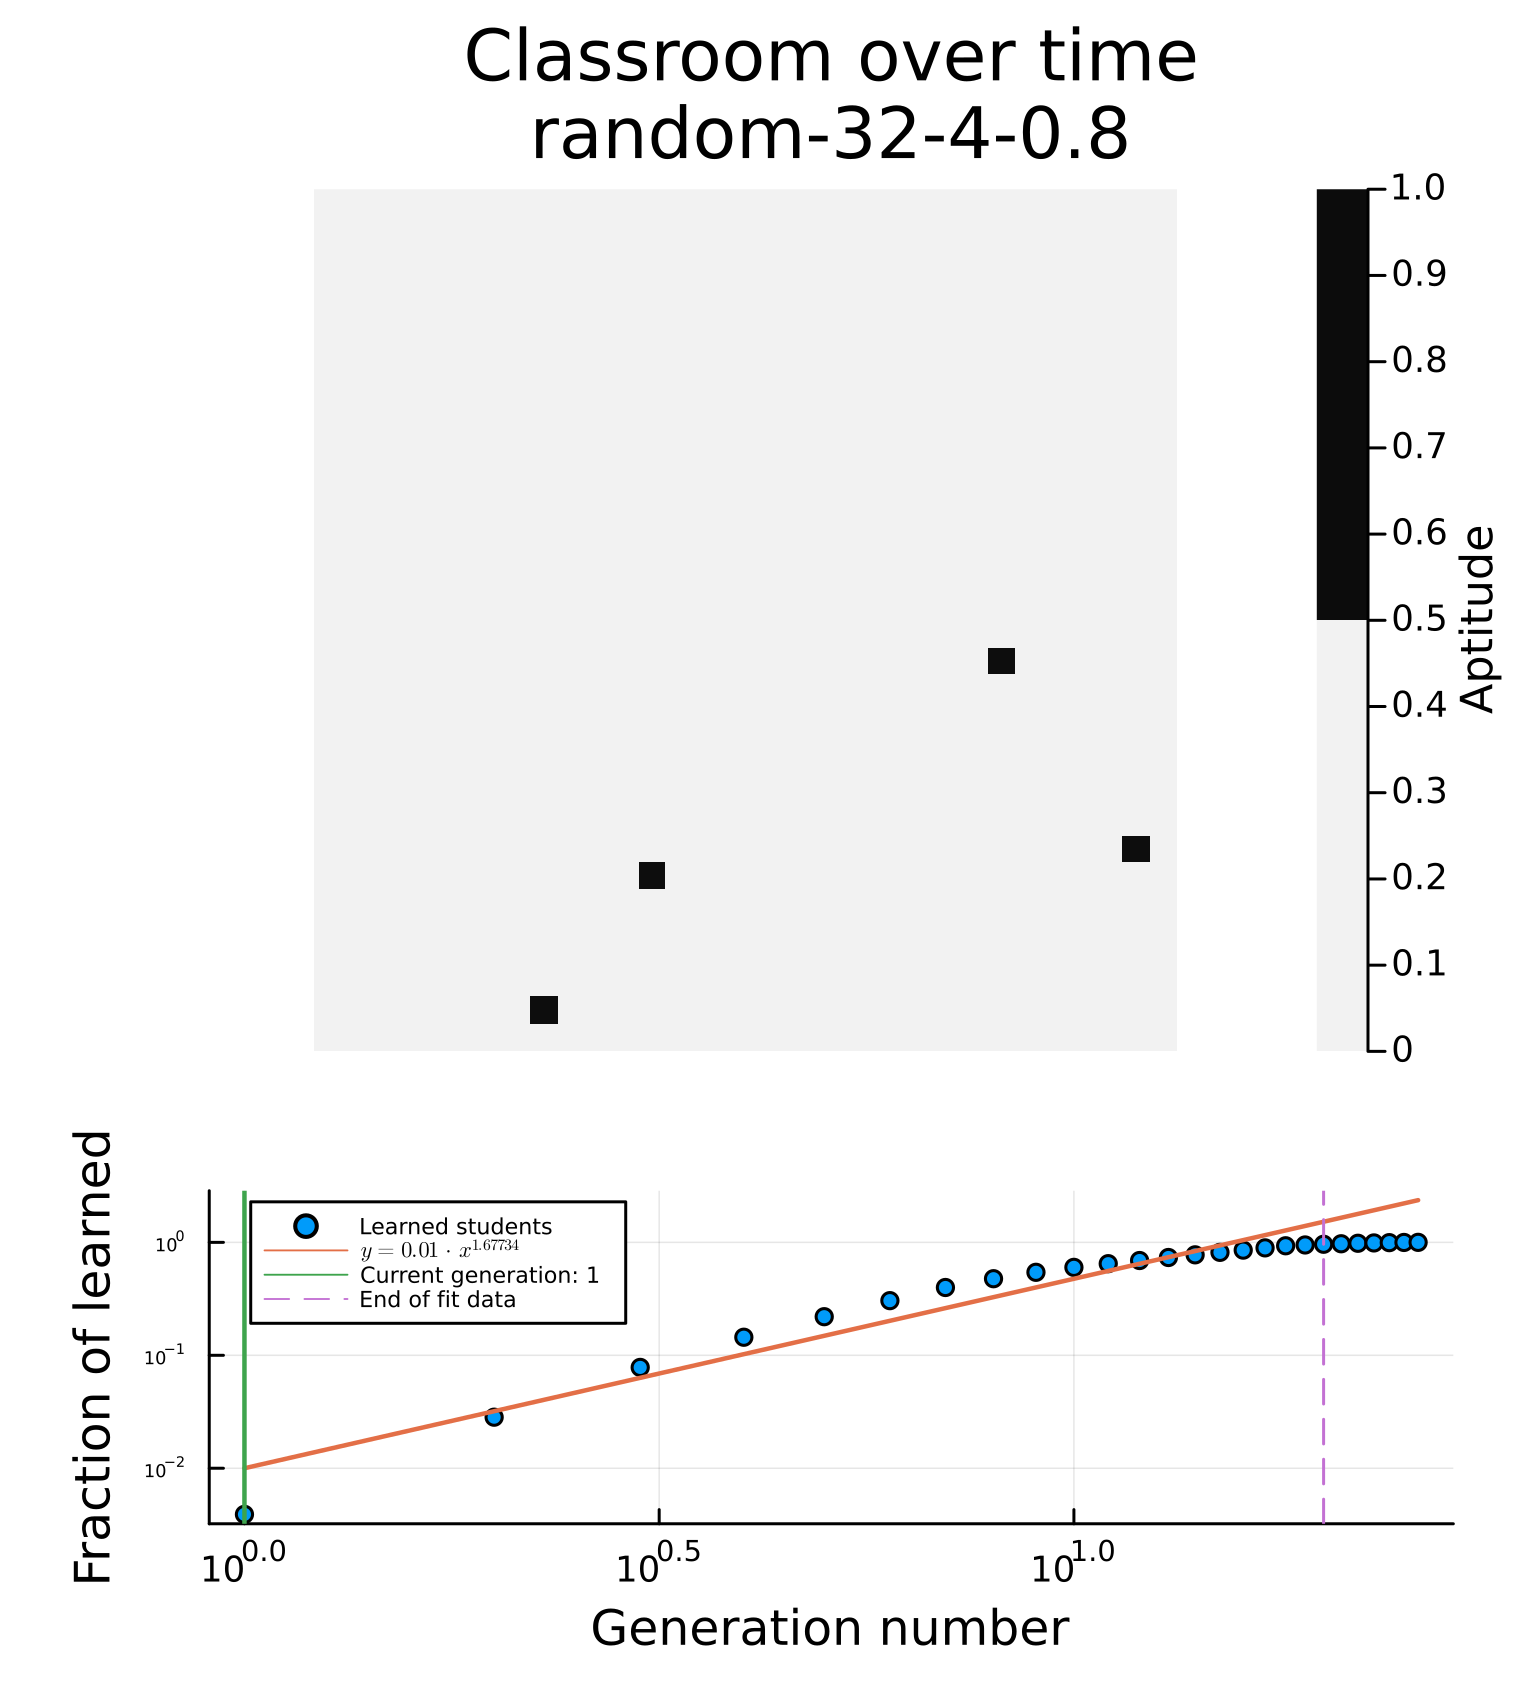 Classroom over time
random-32-4-0.8
1.0
0.9
0.8
0.7
0.6
0.5
0.4
0.3
0.2
0.1
0
Aptitude
Fraction of learned
10⁰
10⁻¹
10⁻²
Learned students
y = 0.01 · x^1.67734
Current generation: 1
End of fit data
10^0.0
10^0.5
10^1.0
Generation number